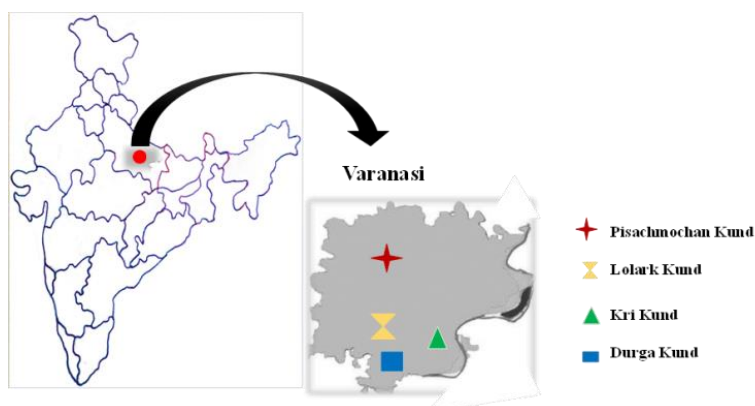 Varanasi
Pisachmochan Kund
Lolark Kund
Kri Kund
Durga Kund